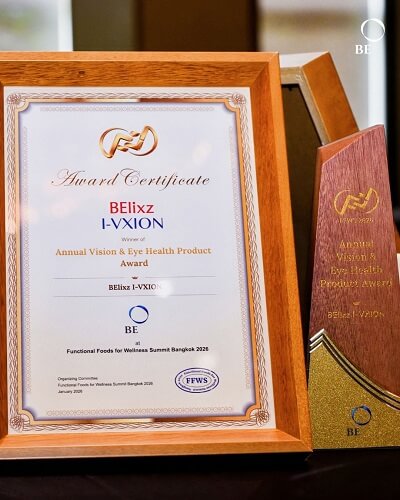 BE
Award Certificate
BElixz
I-VXION
Winner of
Annual Vision & Eye Health Product
Award
BElixz I-VXION
BE
at
Functional Foods for Wellness Summit Bangkok 2026
Organizing Committee
Functional Foods for Wellness Summit Bangkok 2026
January 2026
FFWS
Annual
Vision &
Eye Health
Product Award
BElixz I-VXION
BE